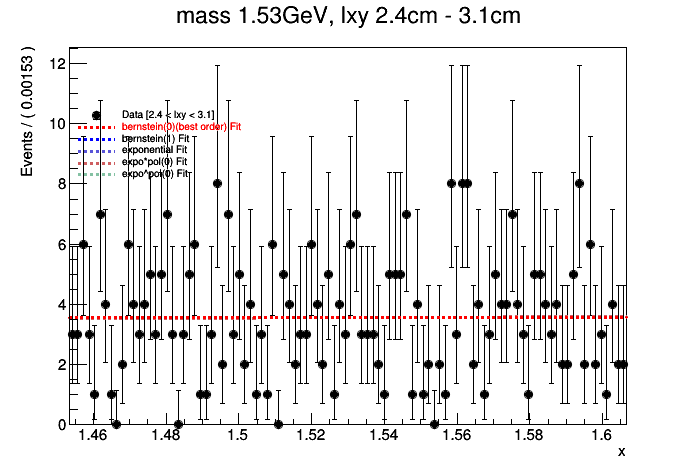 mass 1.53GeV, lxy 2.4cm - 3.1cm
Events / ( 0.00153 )
12
10
8
6
4
2
0
Data [2.4 < lxy < 3.1]
bernstein(0)(best order) Fit
bernstein(1) Fit
exponential Fit
expo*pol(0) Fit
expo^pol(0) Fit
1.46 1.48 1.5 1.52 1.54 1.56 1.58 1.6
x